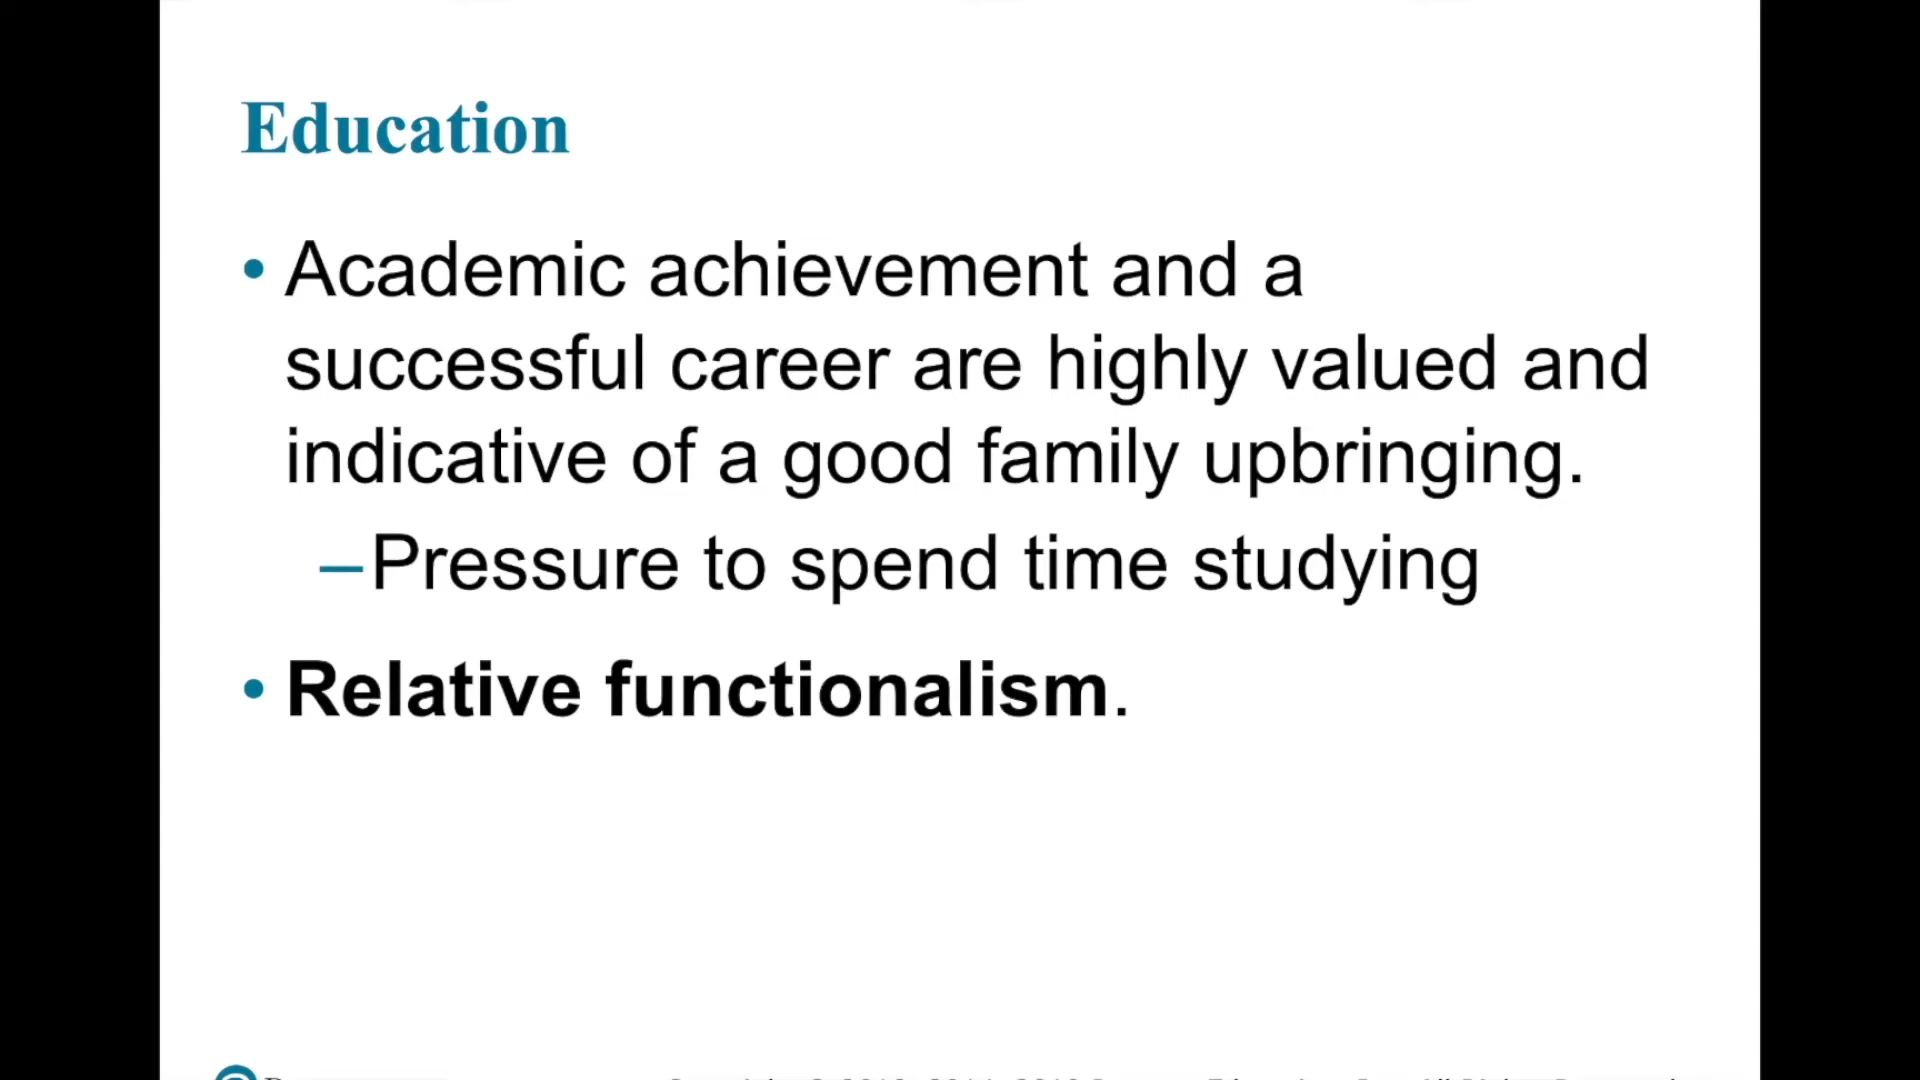 Education
• Academic achievement and a
successful career are highly valued and
indicative of a good family upbringing.
–Pressure to spend time studying
• Relative functionalism.